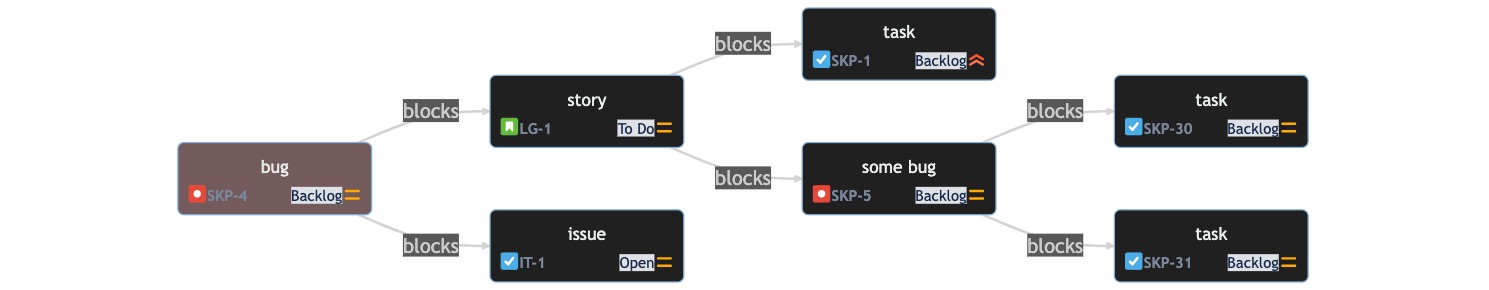 bug
SKP-4 Backlog
blocks
blocks
story
LG-1 To Do
issue
IT-1 Open
blocks
blocks
task
SKP-1 Backlog
some bug
SKP-5 Backlog
blocks
blocks
task
SKP-30 Backlog
task
SKP-31 Backlog